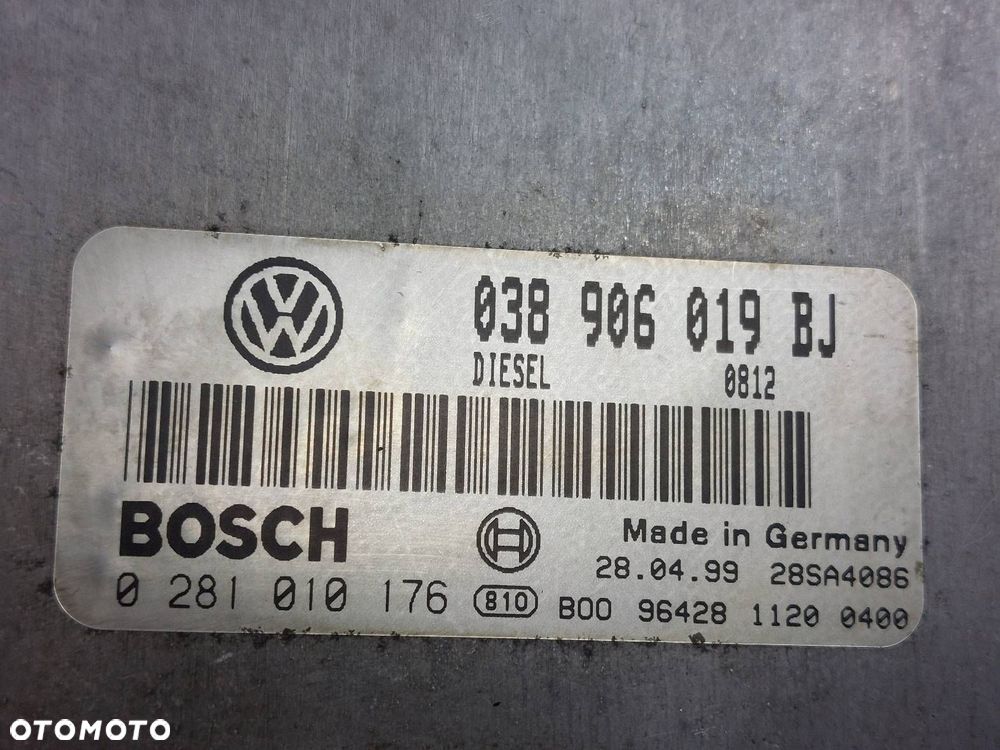 038 906 019 BJ
DIESEL 0812
BOSCH
Made in Germany
28.04.99 28SA4086
0 281 010 176 810 B00 96428 1120 0400
OTOMOTO